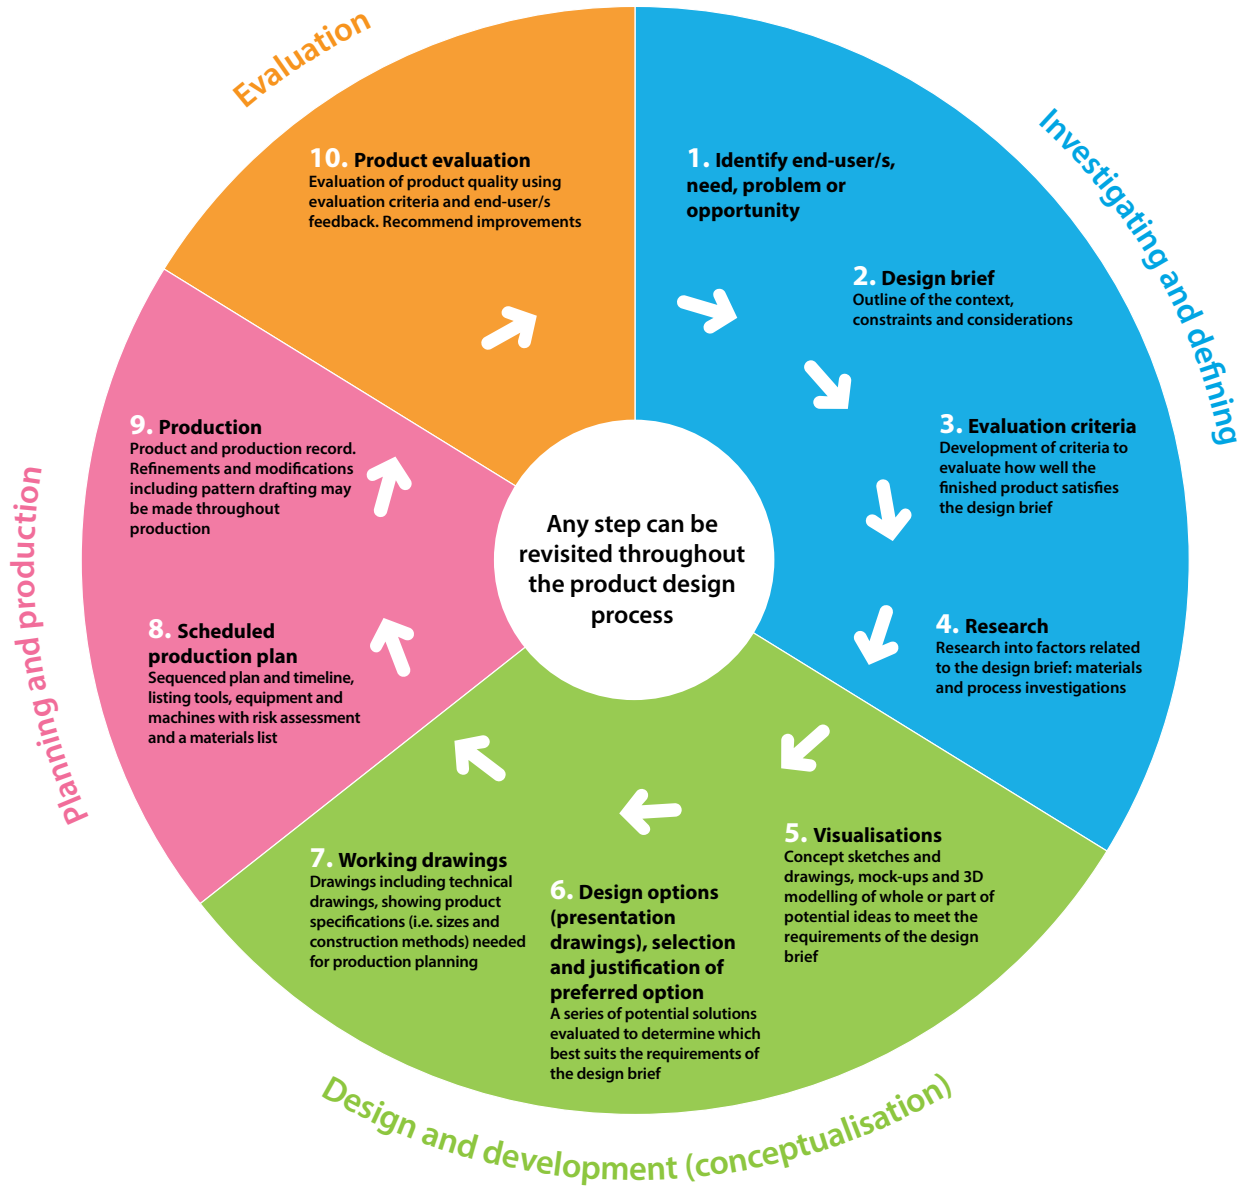 Evaluation
Investigating and defining
Design and development (conceptualisation)
Planning and production
1. Identify end-user/s,
need, problem or
opportunity
2. Design brief
Outline of the context,
constraints and considerations
3. Evaluation criteria
Development of criteria to
evaluate how well the
finished product satisfies
the design brief
4. Research
Research into factors related
to the design brief: materials
and process investigations
5. Visualisations
Concept sketches and
drawings, mock-ups and 3D
modelling of whole or part of
potential ideas to meet the
requirements of the design
brief
6. Design options
(presentation
drawings), selection
and justification of
preferred option
A series of potential solutions
evaluated to determine which
best suits the requirements of
the design brief
7. Working drawings
Drawings including technical
drawings, showing product
specifications (i.e. sizes and
construction methods) needed
for production planning
8. Scheduled
production plan
Sequenced plan and timeline,
listing tools, equipment and
machines with risk assessment
and a materials list
9. Production
Product and production record.
Refinements and modifications
including pattern drafting may
be made throughout
production
10. Product evaluation
Evaluation of product quality using
evaluation criteria and end-user/s
feedback. Recommend improvements
Any step can be
revisited throughout
the product design
process